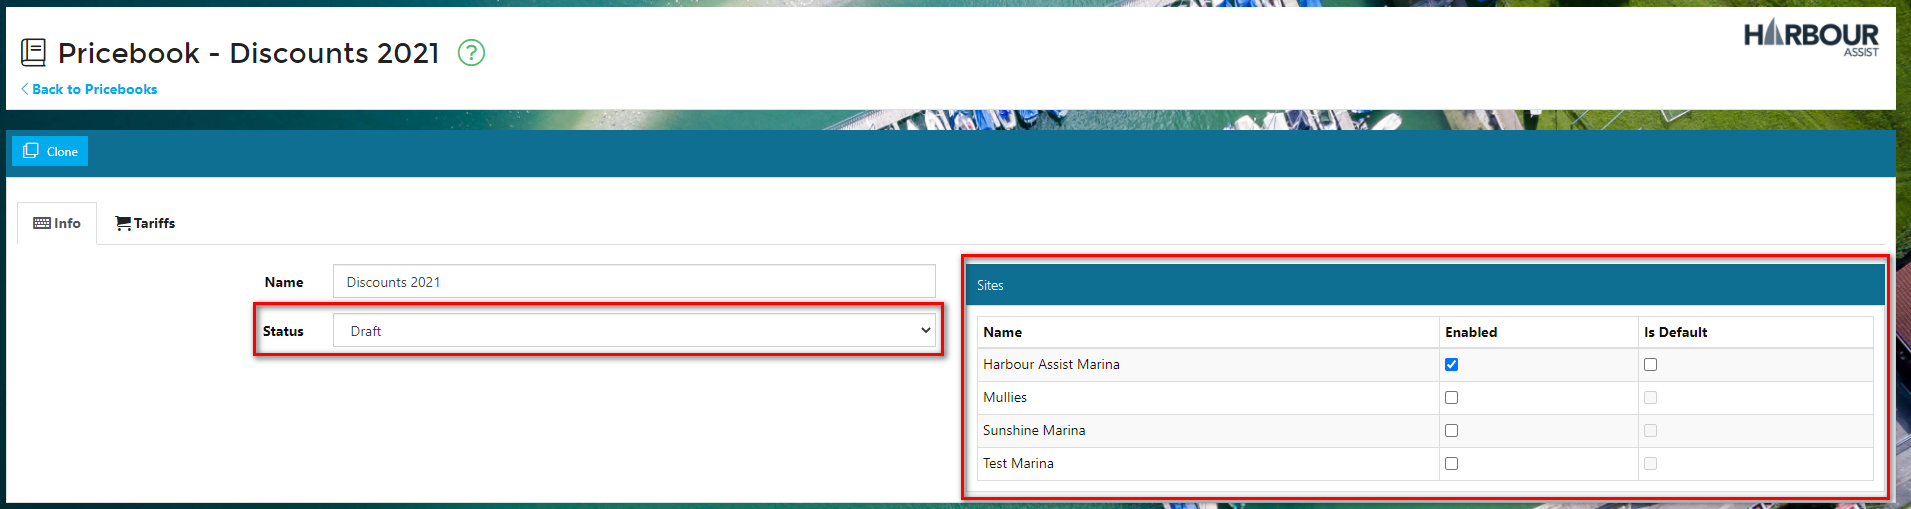 Pricebook - Discounts 2021 ?
Back to Pricebooks
HARBOUR
ASSIST
Clone
Info Tariffs
Name Discounts 2021
Status Draft
Sites
Name Enabled Is Default
Harbour Assist Marina
Mullies
Sunshine Marina
Test Marina